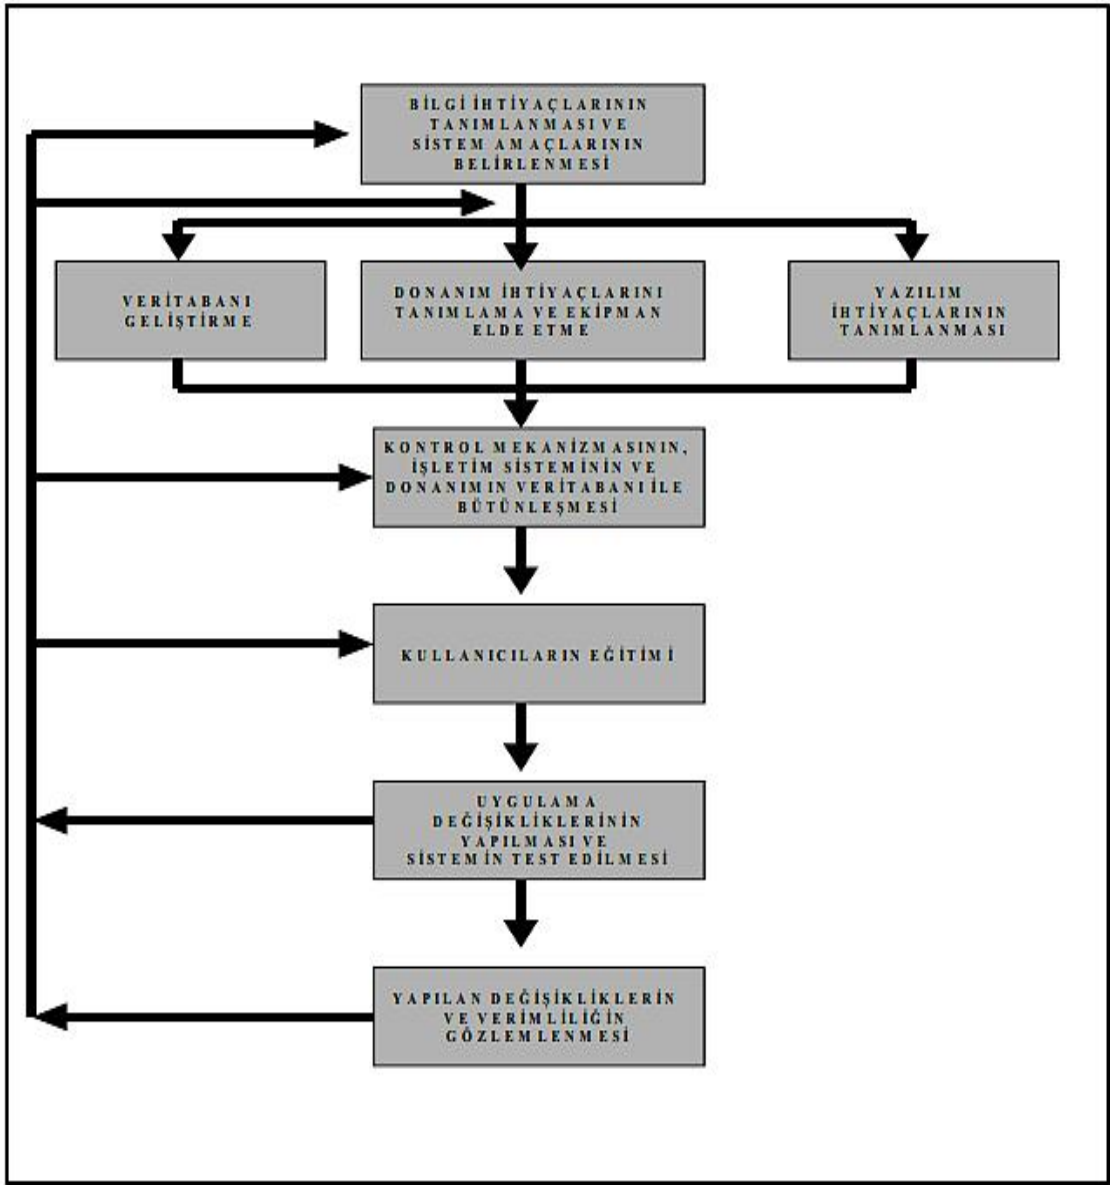 BİLGİ İHTİYAÇLARININ
TANIMLANMASI VE
SİSTEM AMAÇLARININ
BELİRLENMESİ
VERİTABANI
GELİŞTİRME
DONANIM İHTİYAÇLARINI
TANIMLAMA VE EKİPMAN
ELDE ETME
YAZILIM
İHTİYAÇLARININ
TANIMLANMASI
KONTROL MEKANİZMASININ,
İŞLETİM SİSTEMİNİN VE
DONANIMIN VERİTABANI İLE
BÜTÜNLEŞMESİ
KULLANICILARIN EĞİTİMİ
UYGULAMA
DEĞİŞİKLİKLERİNİN
YAPILMASI VE
SİSTEMİN TEST EDİLMESİ
YAPILAN DEĞİŞİKLİKLERİN
VE VERİMLİLİĞİN
GÖZLEMLENMESİ